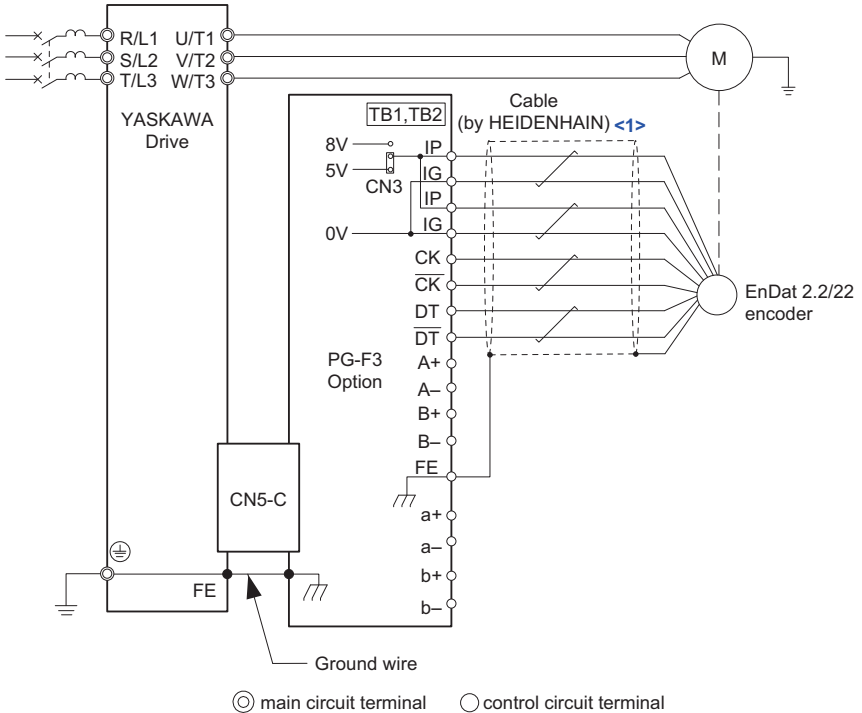 R/L1 U/T1
S/L2 V/T2
T/L3 W/T3
M
YASKAWA
Drive
TB1,TB2
Cable
(by HEIDENHAIN) <1>
8V
IP
5V
IG
CN3
IP
0V
IG
CK
C̅K̅
DT
D̅T̅
EnDat 2.2/22
encoder
PG-F3
Option
A+
A–
B+
B–
FE
CN5-C
a+
a–
b+
b–
FE
Ground wire
main circuit terminal
control circuit terminal